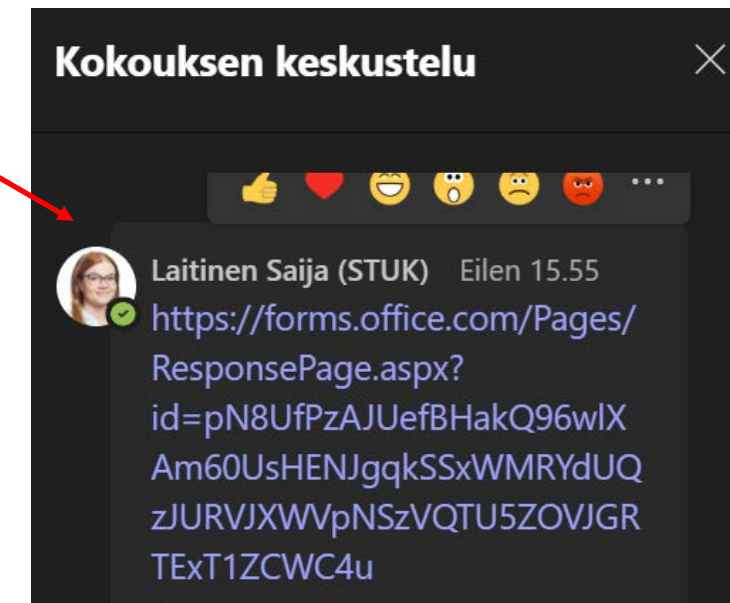 Kokouksen keskustelu
Laitinen Saija (STUK) Eilen 15.55
https://forms.office.com/Pages/
ResponsePage.aspx?
id=pN8UfPzAJUefBHakQ96wlX
Am60UsHENJgqkSSxWMRYdUQ
zJURVJXWVpNSzVQTU5ZOVJGR
TExT1ZCWC4u